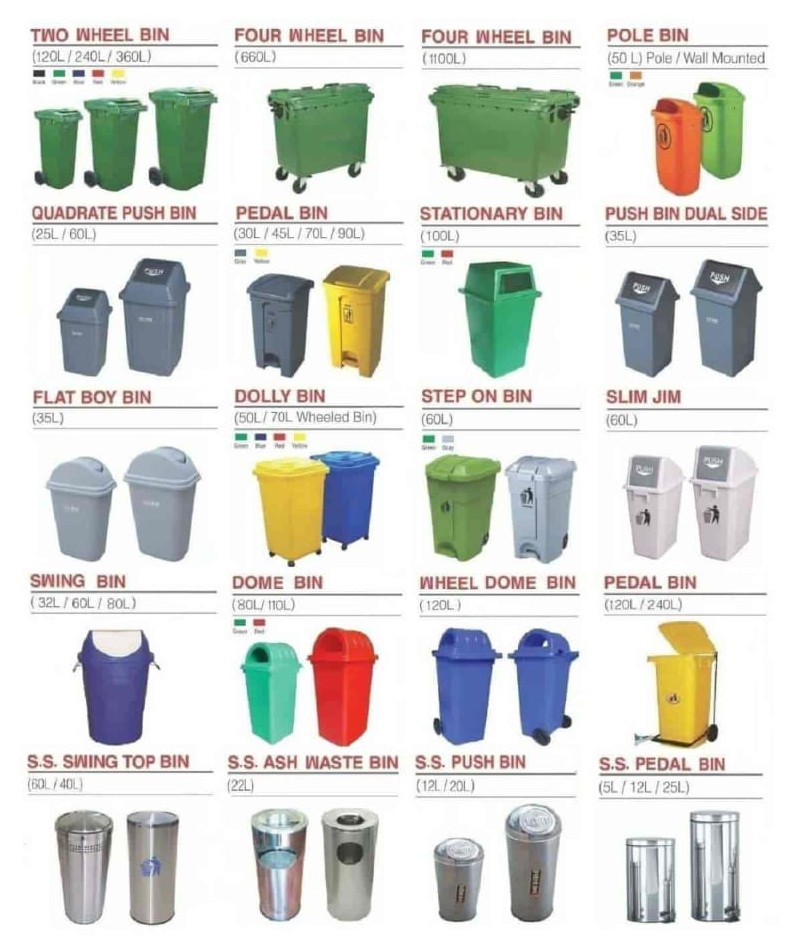 TWO WHEEL BIN
(120L / 240L / 360L)
Black Green Blue Red Yellow
FOUR WHEEL BIN
(660L)
FOUR WHEEL BIN
(1100L)
POLE BIN
(50 L) Pole / Wall Mounted
Green Orange
QUADRATE PUSH BIN
(25L / 60L)
PUSH
PUSH
PEDAL BIN
(30L / 45L / 70L / 90L)
Gray Yellow
STATIONARY BIN
(100L)
Green Red
PUSH BIN DUAL SIDE
(35L)
PUSH
PUSH
FLAT BOY BIN
(35L)
DOLLY BIN
(50L/ 70L Wheeled Bin)
Green Blue Red Yellow
STEP ON BIN
(60L)
Green Gray
SLIM JIM
(60L)
PUSH
PUSH
SWING BIN
( 32L / 60L / 80L)
DOME BIN
(80L/ 110L)
Green Red
WHEEL DOME BIN
(120L )
PEDAL BIN
(120L / 240L)
S.S. SWING TOP BIN
(60L / 40L)
S.S. ASH WASTE BIN
(22L)
S.S. PUSH BIN
(12L / 20L)
S.S. PEDAL BIN
(5L / 12L / 25L)